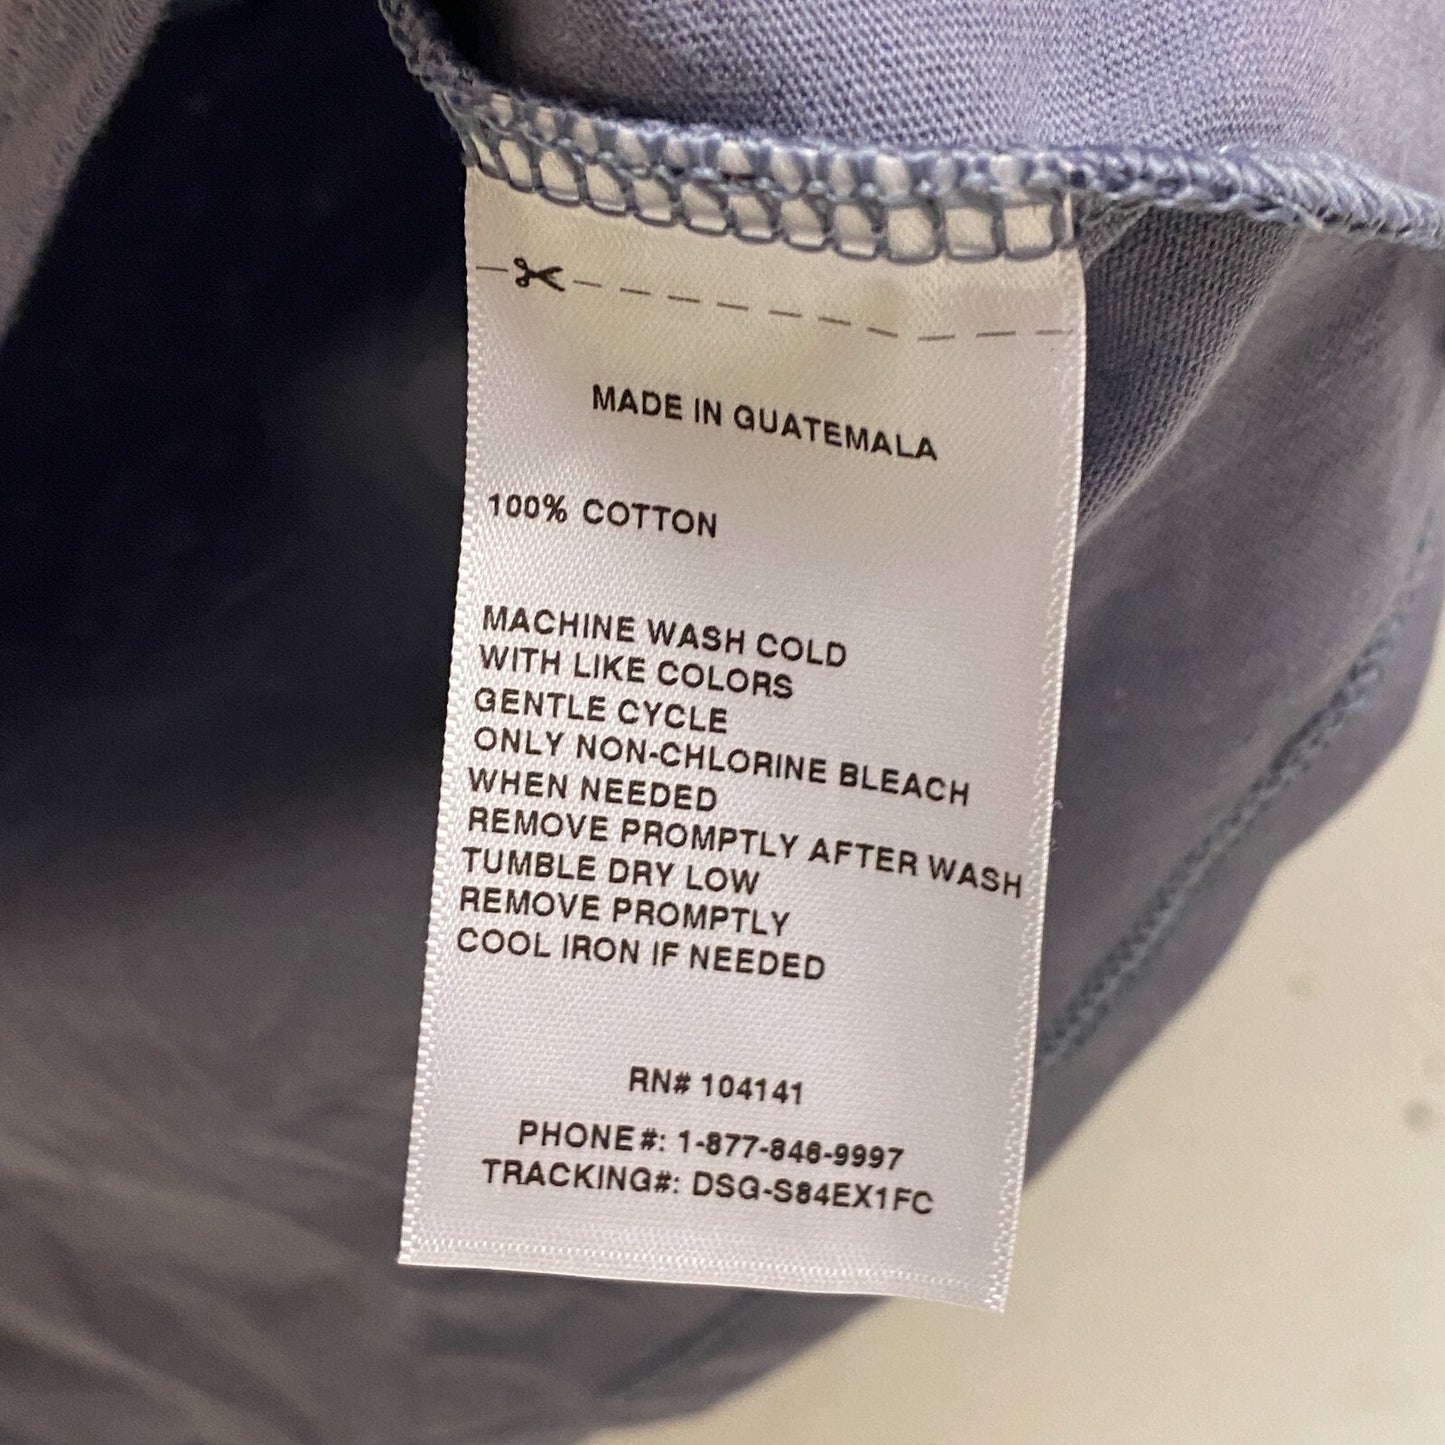 MADE IN GUATEMALA
100% COTTON
MACHINE WASH COLD
WITH LIKE COLORS
GENTLE CYCLE
ONLY NON-CHLORINE BLEACH
WHEN NEEDED
REMOVE PROMPTLY AFTER WASH
TUMBLE DRY LOW
REMOVE PROMPTLY
COOL IRON IF NEEDED
RN# 104141
PHONE#: 1-877-846-9997
TRACKING#: DSG-S84EX1FC